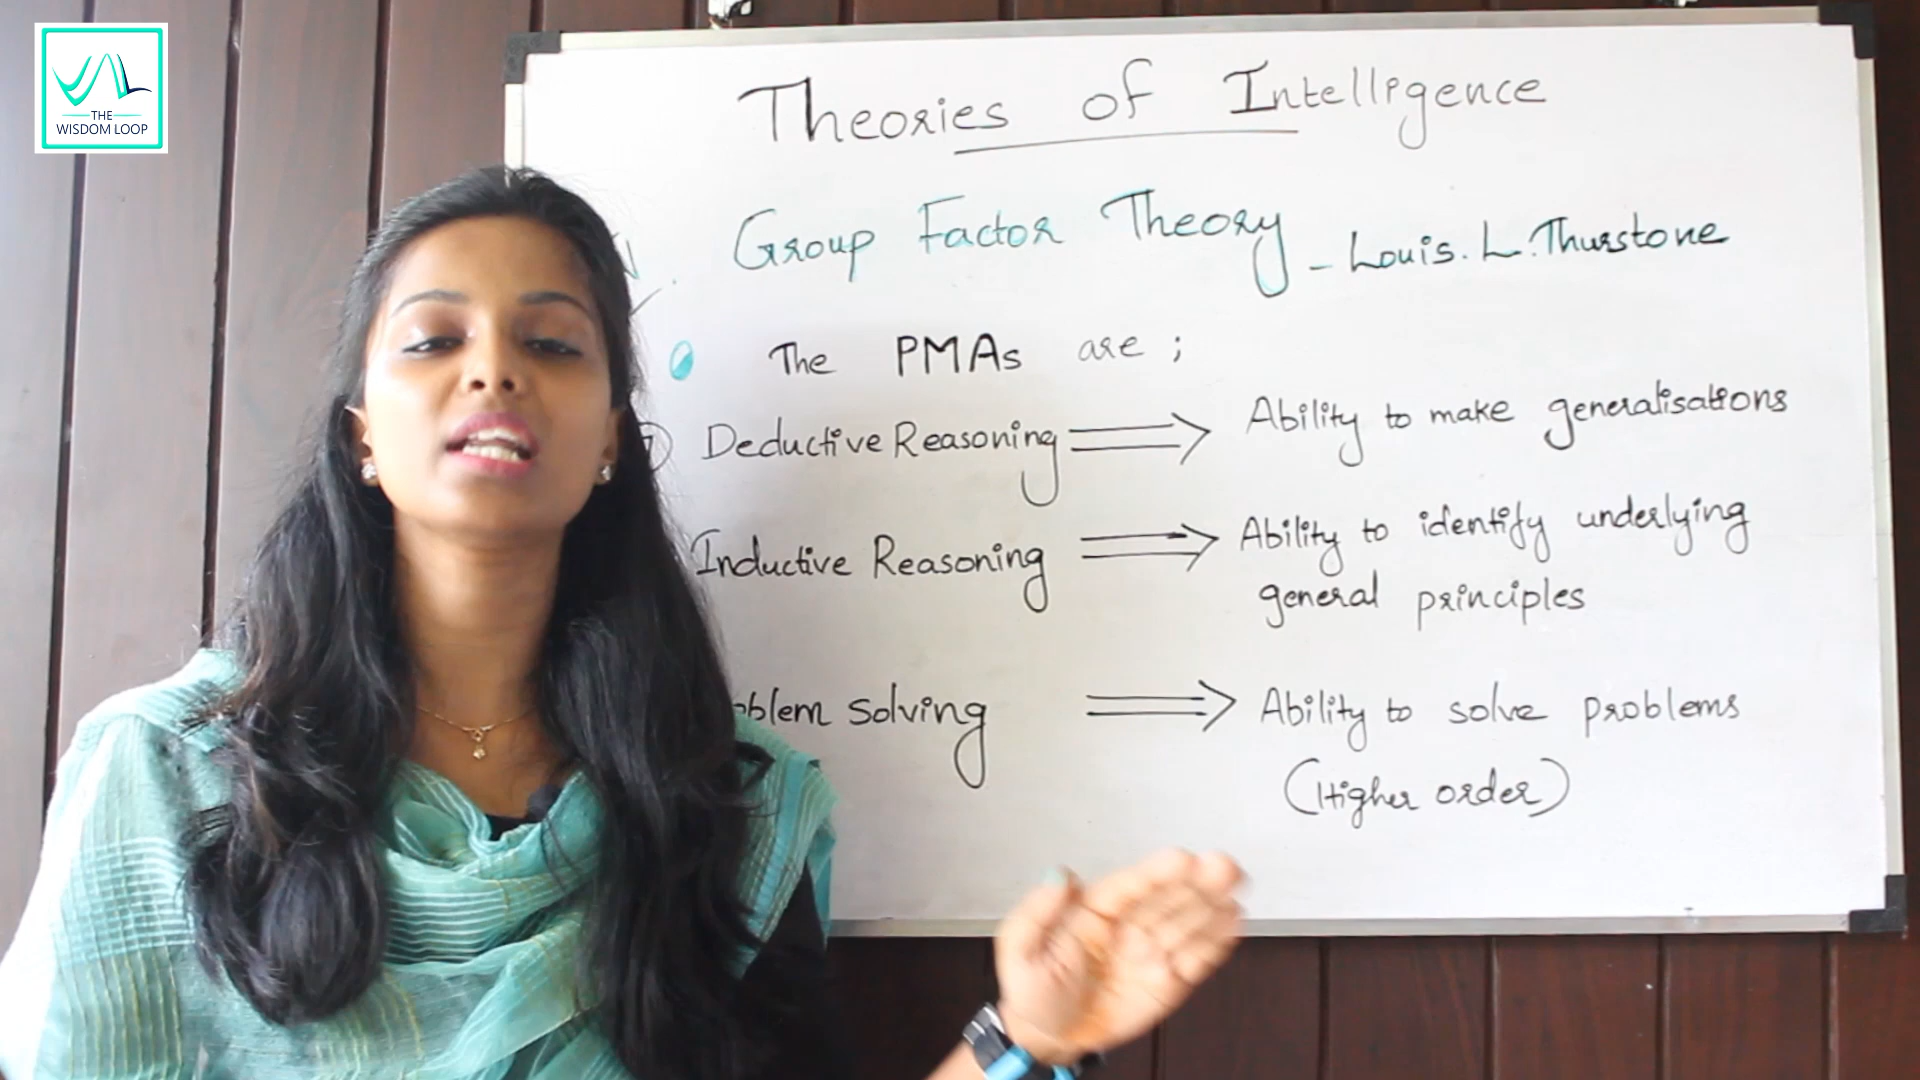 THE
WISDOM LOOP
Theories of Intelligence
Group Factor Theory - Louis. L. Thurstone
The PMAs are ;
Deductive Reasoning ⟹ Ability to make generalisations
Inductive Reasoning ⟹ Ability to identify underlying
general principles
oblem Solving ⟹ Ability to solve problems
(Higher order)